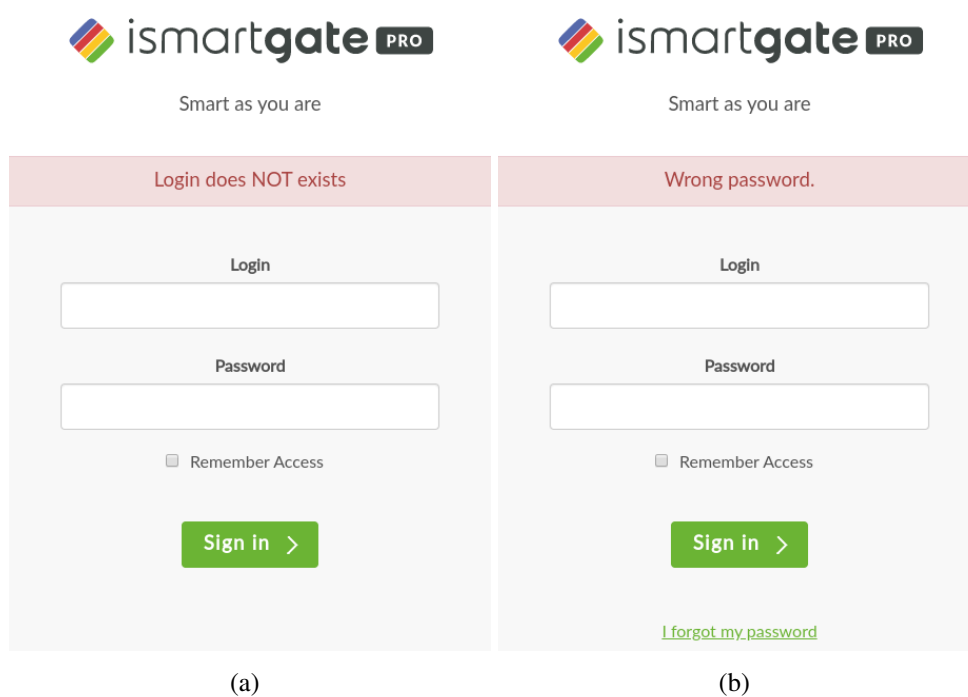 ismartgate PRO
Smart as you are
Login does NOT exists
Login
Password
Remember Access
Sign in
(a)
ismartgate PRO
Smart as you are
Wrong password.
Login
Password
Remember Access
Sign in
I forgot my password
(b)